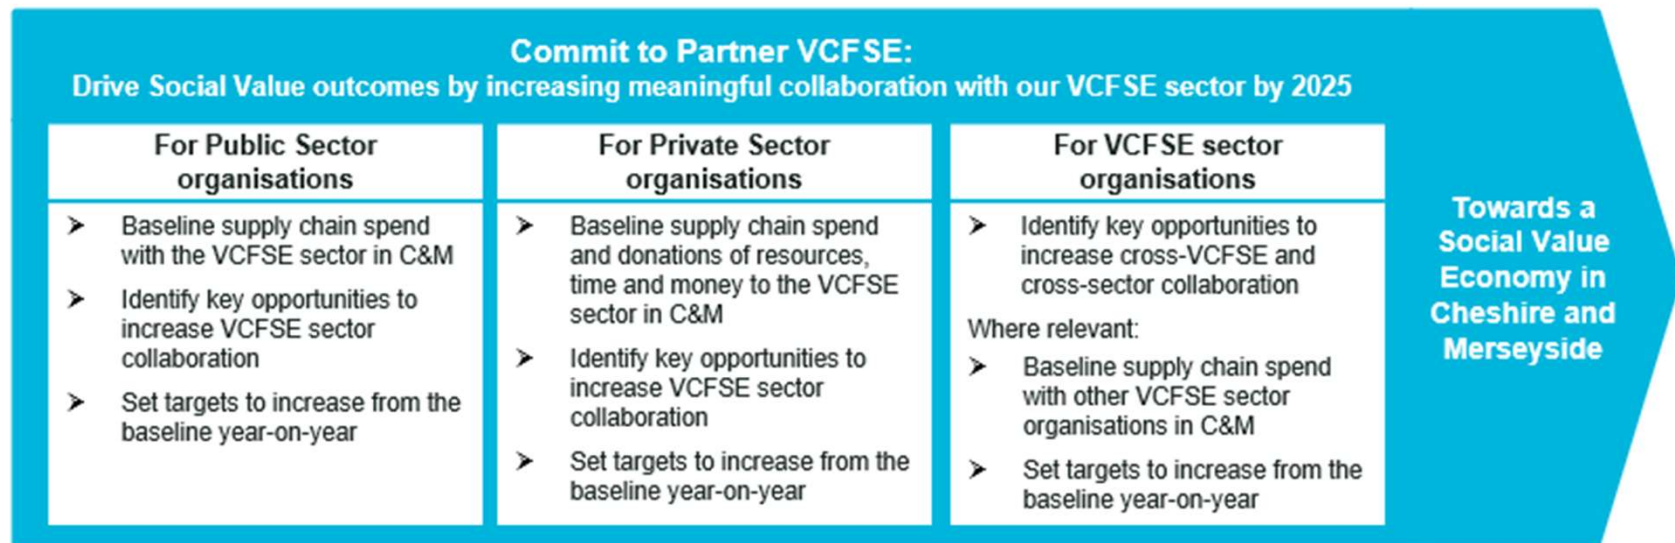 Commit to Partner VCFSE:
Drive Social Value outcomes by increasing meaningful collaboration with our VCFSE sector by 2025
For Public Sector
organisations
➤ Baseline supply chain spend
with the VCFSE sector in C&M
➤ Identify key opportunities to
increase VCFSE sector
collaboration
➤ Set targets to increase from the
baseline year-on-year
For Private Sector
organisations
➤ Baseline supply chain spend
and donations of resources,
time and money to the VCFSE
sector in C&M
➤ Identify key opportunities to
increase VCFSE sector
collaboration
➤ Set targets to increase from the
baseline year-on-year
For VCFSE sector
organisations
➤ Identify key opportunities to
increase cross-VCFSE and
cross-sector collaboration
Where relevant:
➤ Baseline supply chain spend
with other VCFSE sector
organisations in C&M
➤ Set targets to increase from the
baseline year-on-year
Towards a
Social Value
Economy in
Cheshire and
Merseyside